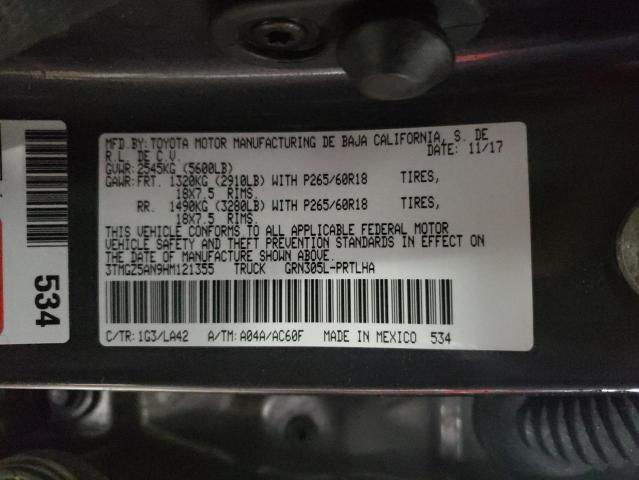 MFD.BY:TOYOTA MOTOR MANUFACTURING DE BAJA CALIFORNIA, S. DE
R.L. DE C.V. DATE: 11/17
GVWR:2545KG (5600LB)
GAWR:FRT. 1320KG (2910LB) WITH P265/60R18 TIRES,
18X7.5 RIMS.
RR. 1490KG (3280LB) WITH P265/60R18 TIRES,
18X7.5 RIMS.
THIS VEHICLE CONFORMS TO ALL APPLICABLE FEDERAL MOTOR
VEHICLE SAFETY AND THEFT PREVENTION STANDARDS IN EFFECT ON
THE DATE OF MANUFACTURE SHOWN ABOVE.
3TMGZ5AN9HM121355 TRUCK GRN305L-PRTLHA
C/TR:1G3/LA42 A/TM:A04A/AC60F MADE IN MEXICO 534
534